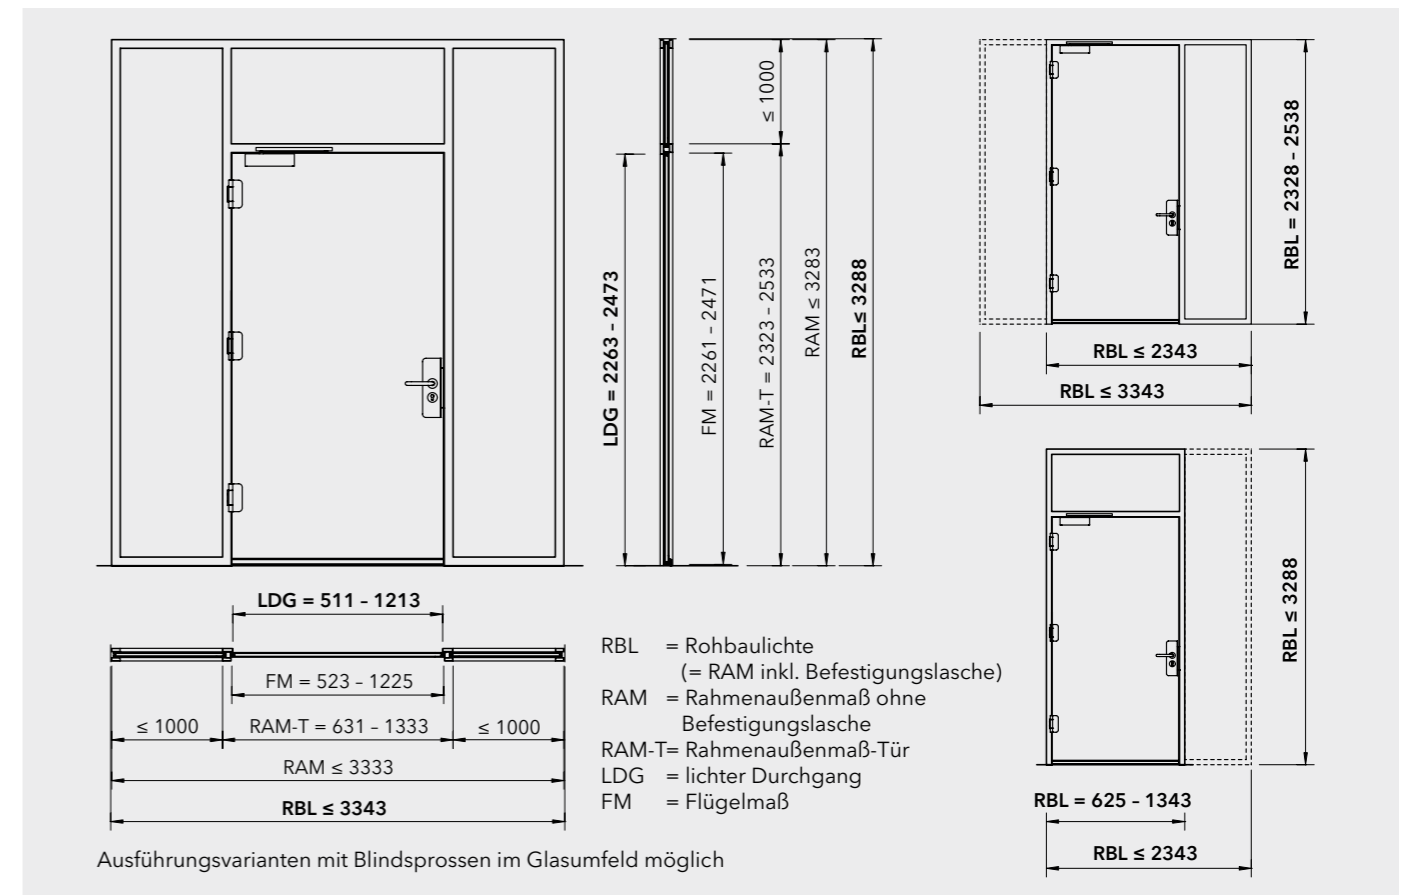 ≤ 1000
LDG = 2263 – 2473
FM = 2261 – 2471
RAM-T = 2323 – 2533
RAM ≤ 3283
RBL≤ 3288
RBL = 2328 – 2538
RBL ≤ 2343
RBL ≤ 3343
LDG = 511 – 1213
FM = 523 – 1225
≤ 1000
RAM-T = 631 – 1333
≤ 1000
RAM ≤ 3333
RBL ≤ 3343
RBL = Rohbaulichte
(= RAM inkl. Befestigungslasche)
RAM = Rahmenaußenmaß ohne
Befestigungslasche
RAM-T= Rahmenaußenmaß-Tür
LDG = lichter Durchgang
FM = Flügelmaß
RBL ≤ 3288
RBL = 625 – 1343
RBL ≤ 2343
Ausführungsvarianten mit Blindsprossen im Glasumfeld möglich